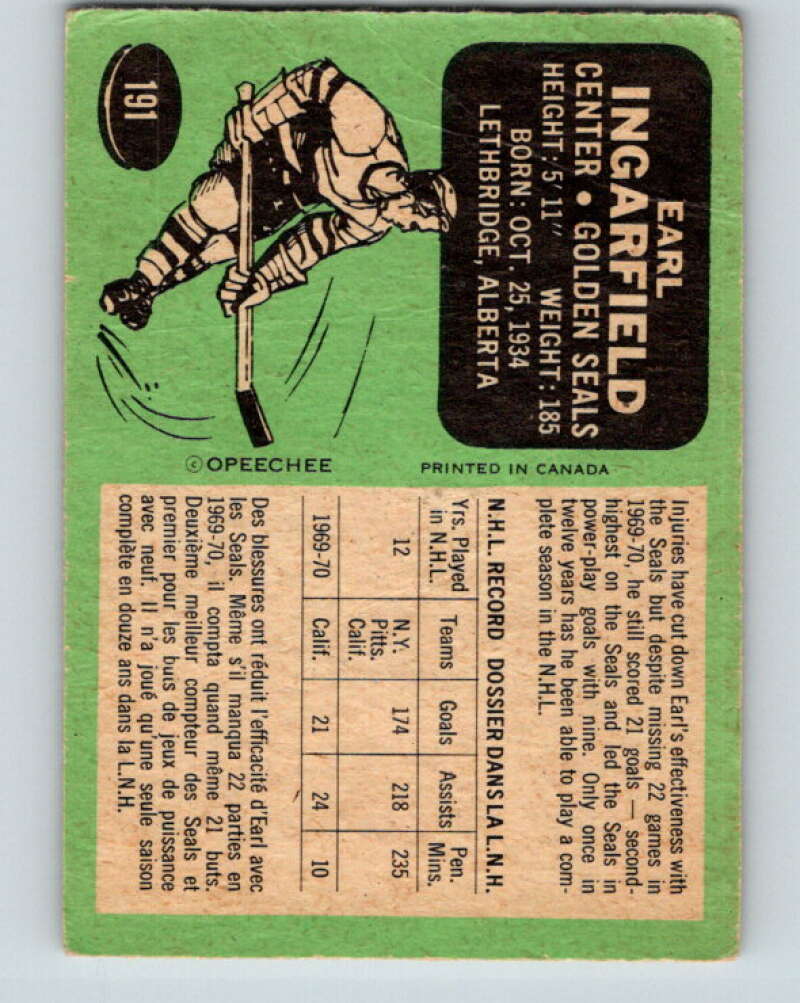 EARL
INGARFIELD
CENTER • GOLDEN SEALS
HEIGHT: 5' 11" WEIGHT: 185
BORN: OCT. 25, 1934
LETHBRIDGE, ALBERTA
191
© OPEECHEE
PRINTED IN CANADA
Injuries have cut down Earl's effectiveness with
the Seals but despite missing 22 games in
1969-70, he still scored 21 goals — second-
highest on the Seals and led the Seals in
power-play goals with nine. Only once in
twelve years has he been able to play a com-
plete season in the N.H.L.
N.H.L. RECORD DOSSIER DANS LA L.N.H.
Yrs. Played in N.H.L. Teams Goals Assists Pen. Mins.
12 N.Y. Pitts. Calif. 174 218 235
1969-70 Calif. 21 24 10
Des blessures ont réduit l'efficacité d'Earl avec
les Seals. Même s'il manqua 22 parties en
1969-70, il compta quand même 21 buts.
Deuxième meilleur compteur des Seals et
premier pour les buts de jeux de puissance
avec neuf. Il n'a joué qu'une seule saison
complète en douze ans dans la L.N.H.